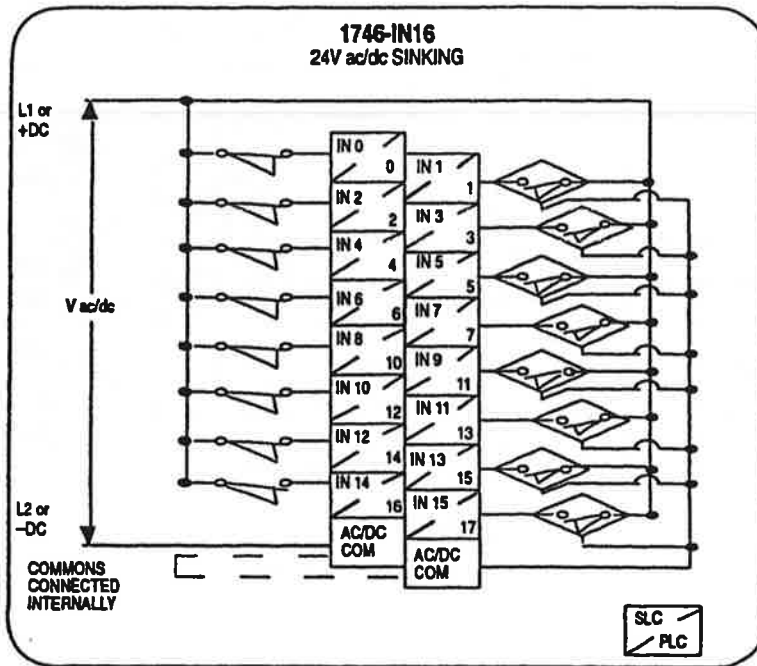 1746-IN16
24V ac/dc SINKING
L1 or
+DC
IN 0
0
IN 1
1
IN 2
2
IN 3
3
IN 4
4
IN 5
5
V ac/dc
IN 6
6
IN 7
7
IN 8
10
IN 9
11
IN 10
12
IN 11
13
IN 12
14
IN 13
15
IN 14
16
IN 15
17
L2 or
–DC
AC/DC
COM
AC/DC
COM
COMMONS
CONNECTED
INTERNALLY
SLC
PLC